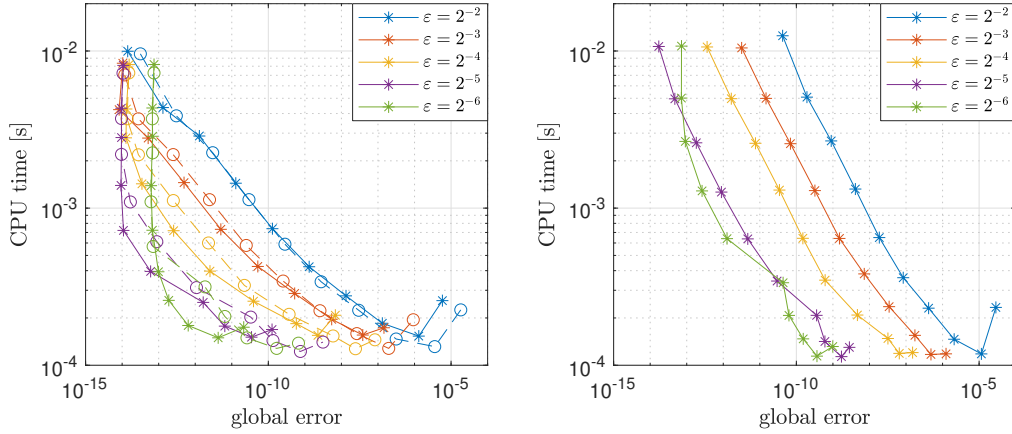 10⁻²
10⁻³
10⁻⁴
CPU time [s]
10⁻¹⁵
10⁻¹⁰
10⁻⁵
global error
ε = 2⁻²
ε = 2⁻³
ε = 2⁻⁴
ε = 2⁻⁵
ε = 2⁻⁶
10⁻²
10⁻³
10⁻⁴
CPU time [s]
10⁻¹⁵
10⁻¹⁰
10⁻⁵
global error
ε = 2⁻²
ε = 2⁻³
ε = 2⁻⁴
ε = 2⁻⁵
ε = 2⁻⁶